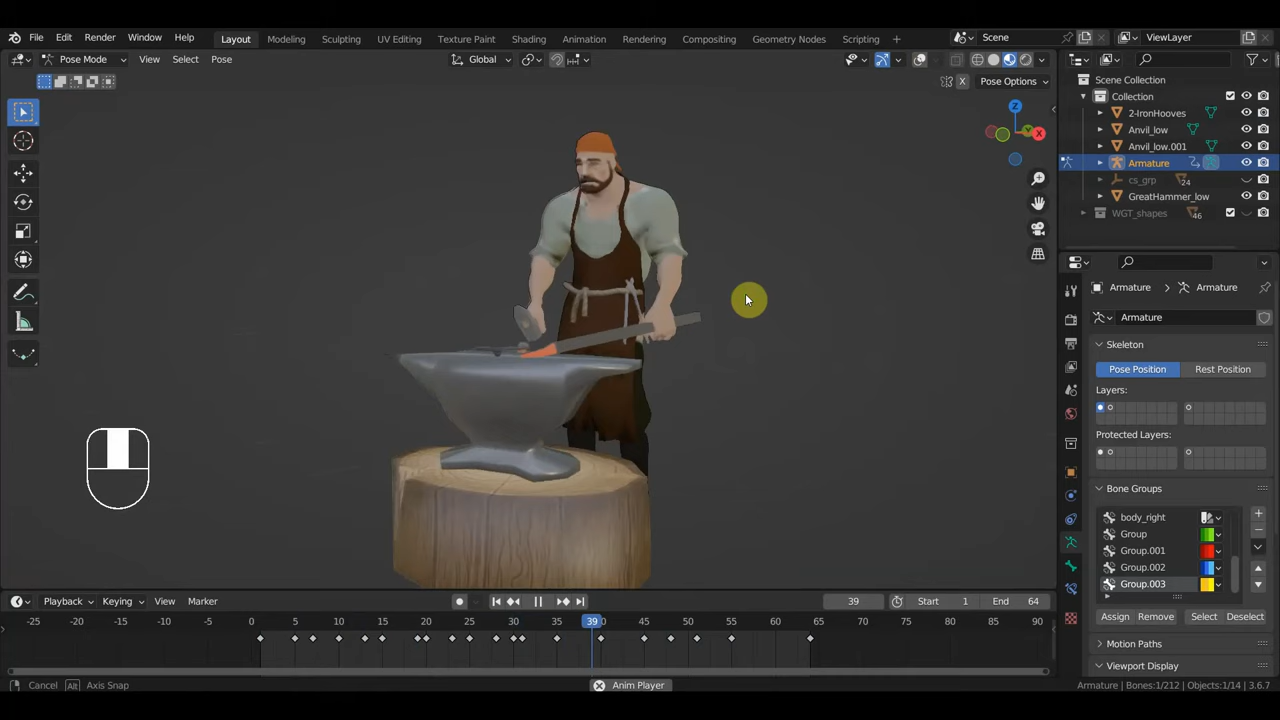 File Edit Render Window Help Layout Modeling Sculpting UV Editing Texture Paint Shading Animation Rendering Compositing Geometry Nodes Scripting + Scene ViewLayer
Pose Mode View Select Pose Global
X Pose Options
Scene Collection
Collection
2-IronHooves
Anvil_low
Anvil_low.001
Armature
cs_grp 24
GreatHammer_low
WGT_shapes 46
Z
X
Y
Armature > Armature
Armature
Skeleton
Pose Position Rest Position
Layers:
Protected Layers:
Bone Groups
body_right
Group
Group.001
Group.002
Group.003
Assign Remove Select Deselect
Motion Paths
Viewport Display
Playback Keying View Marker 39 Start 1 End 64
-25 -20 -15 -10 -5 0 5 10 15 20 25 30 35 39 40 45 50 55 60 65 70 75 80 85 90
Cancel Alt Axis Snap Anim Player Armature | Bones:1/212 | Objects:1/14 | 3.6.7